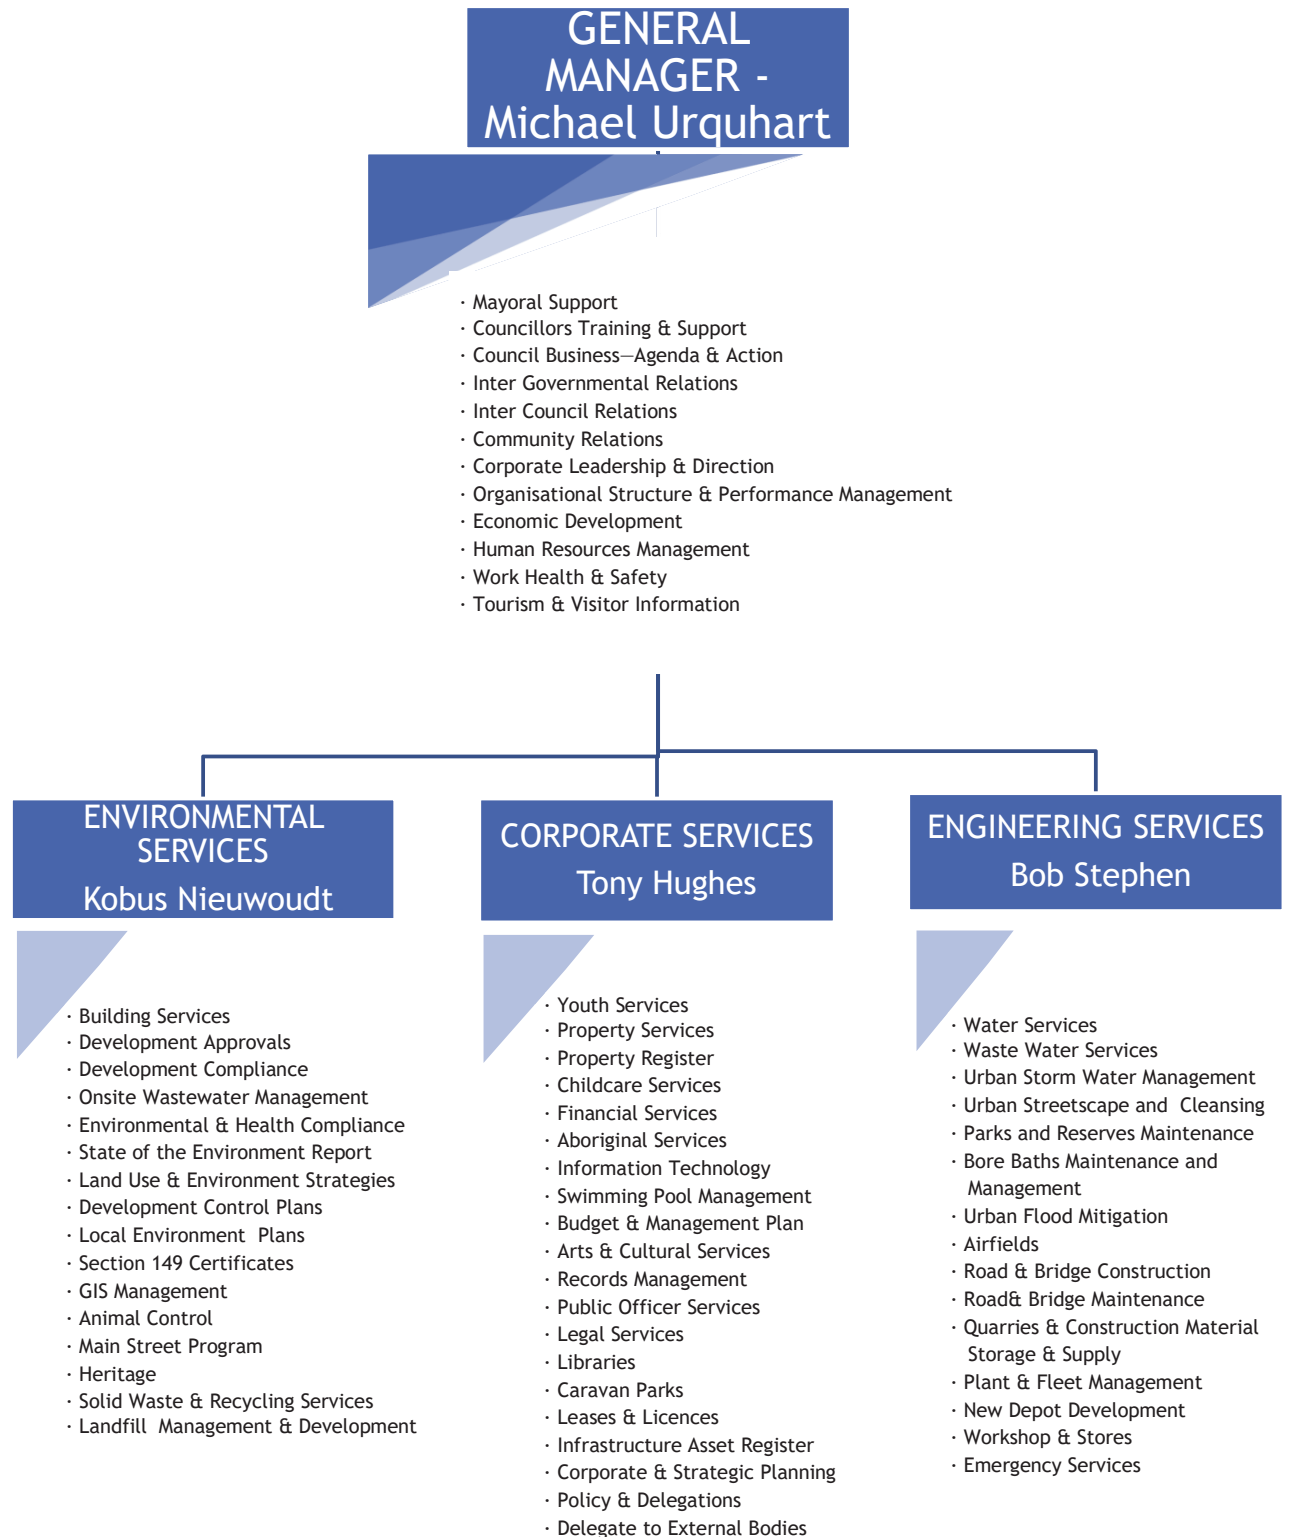 GENERAL
MANAGER -
Michael Urquhart
· Mayoral Support
· Councillors Training & Support
· Council Business—Agenda & Action
· Inter Governmental Relations
· Inter Council Relations
· Community Relations
· Corporate Leadership & Direction
· Organisational Structure & Performance Management
· Economic Development
· Human Resources Management
· Work Health & Safety
· Tourism & Visitor Information
ENVIRONMENTAL
SERVICES
Kobus Nieuwoudt
· Building Services
· Development Approvals
· Development Compliance
· Onsite Wastewater Management
· Environmental & Health Compliance
· State of the Environment Report
· Land Use & Environment Strategies
· Development Control Plans
· Local Environment  Plans
· Section 149 Certificates
· GIS Management
· Animal Control
· Main Street Program
· Heritage
· Solid Waste & Recycling Services
· Landfill  Management & Development
CORPORATE SERVICES
Tony Hughes
· Youth Services
· Property Services
· Property Register
· Childcare Services
· Financial Services
· Aboriginal Services
· Information Technology
· Swimming Pool Management
· Budget & Management Plan
· Arts & Cultural Services
· Records Management
· Public Officer Services
· Legal Services
· Libraries
· Caravan Parks
· Leases & Licences
· Infrastructure Asset Register
· Corporate & Strategic Planning
· Policy & Delegations
· Delegate to External Bodies
ENGINEERING SERVICES
Bob Stephen
· Water Services
· Waste Water Services
· Urban Storm Water Management
· Urban Streetscape and  Cleansing
· Parks and Reserves Maintenance
· Bore Baths Maintenance and
Management
· Urban Flood Mitigation
· Airfields
· Road & Bridge Construction
· Road& Bridge Maintenance
· Quarries & Construction Material
Storage & Supply
· Plant & Fleet Management
· New Depot Development
· Workshop & Stores
· Emergency Services